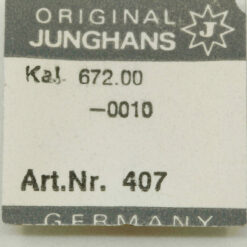 ORIGINAL
JUNGHANS J
Kal 672.00
-0010
Art.Nr. 407
GERMANY